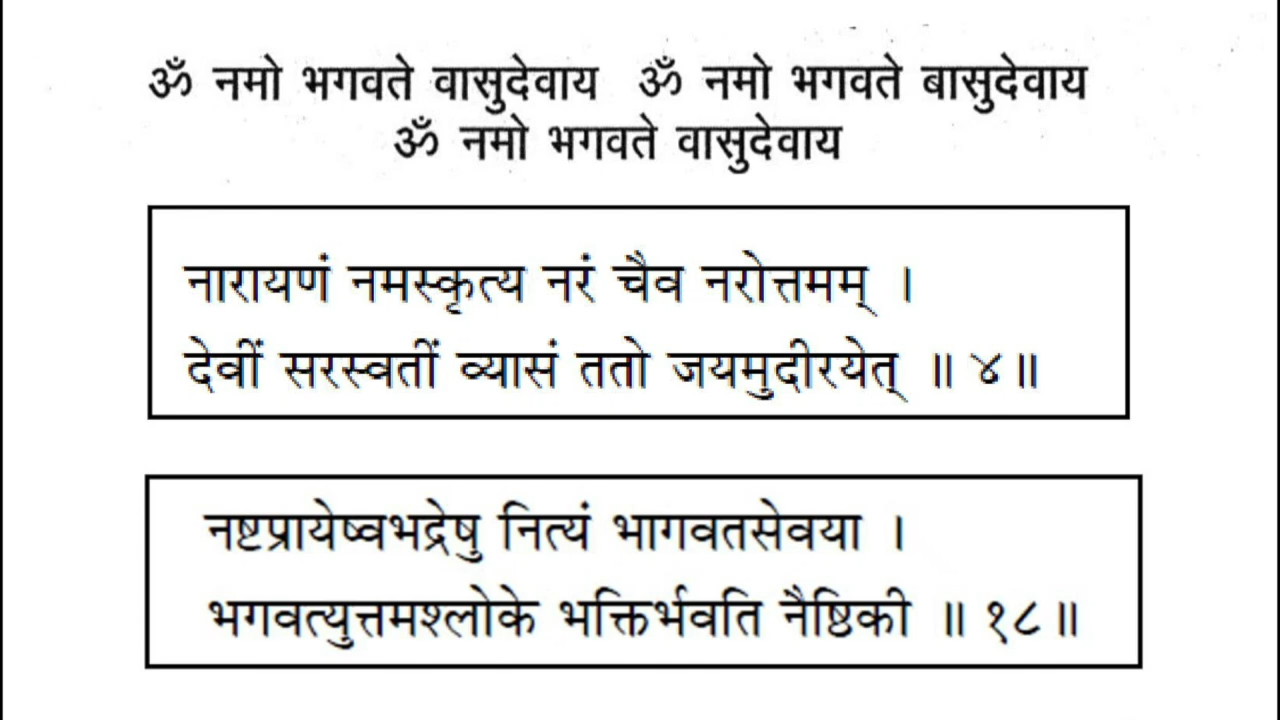 ॐ नमो भगवते वासुदेवाय ॐ नमो भगवते बासुदेवाय
ॐ नमो भगवते वासुदेवाय
नारायणं नमस्कृत्य नरं चैव नरोत्तमम् ।
देवीं सरस्वतीं व्यासं ततो जयमुदीरयेत् ॥ ४॥
नष्टप्रायेष्वभद्रेषु नित्यं भागवतसेवया ।
भगवत्युत्तमश्लोके भक्तिर्भवति नैष्ठिकी ॥ १८॥